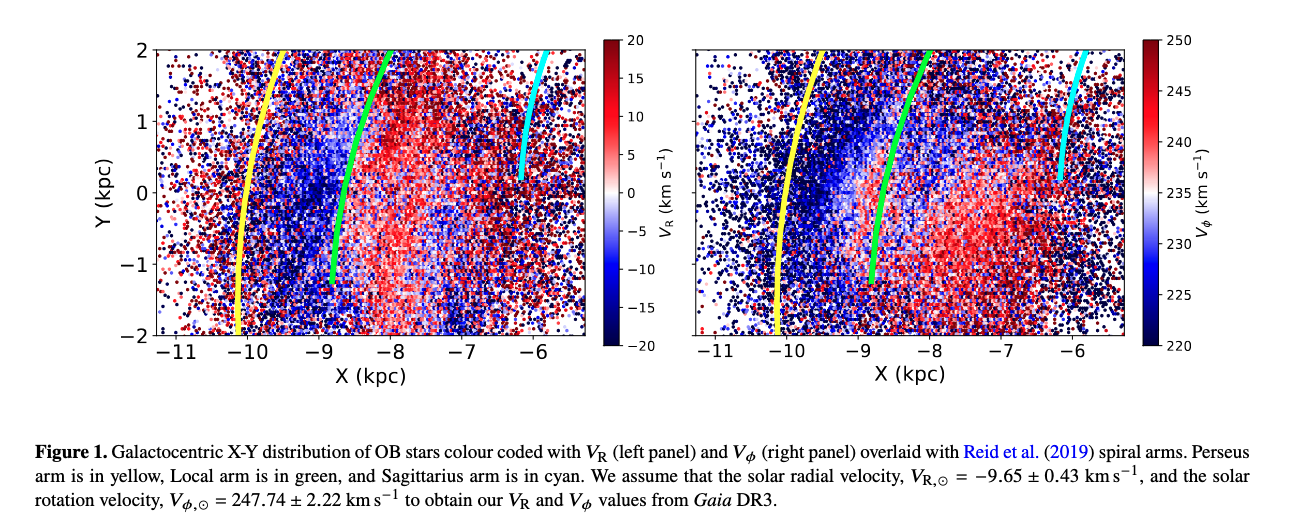 2
1
0
−1
−2
Y (kpc)
−11 −10 −9 −8 −7 −6
X (kpc)
20
15
10
5
0
−5
−10
−15
−20
V_R (km s⁻¹)
−11 −10 −9 −8 −7 −6
X (kpc)
250
245
240
235
230
225
220
V_ϕ (km s⁻¹)
Figure 1. Galactocentric X-Y distribution of OB stars colour coded with V_R (left panel) and V_ϕ (right panel) overlaid with Reid et al. (2019) spiral arms. Perseus
arm is in yellow, Local arm is in green, and Sagittarius arm is in cyan. We assume that the solar radial velocity, V_R,⊙ = −9.65 ± 0.43 km s⁻¹, and the solar
rotation velocity, V_ϕ,⊙ = 247.74 ± 2.22 km s⁻¹ to obtain our V_R and V_ϕ values from Gaia DR3.